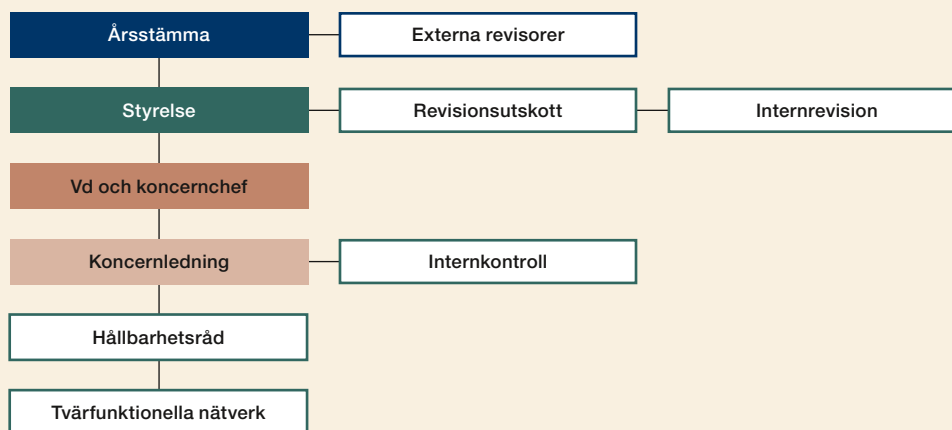 Årsstämma
Externa revisorer
Styrelse
Revisionsutskott
Internrevision
Vd och koncernchef
Koncernledning
Internkontroll
Hållbarhetsråd
Tvärfunktionella nätverk